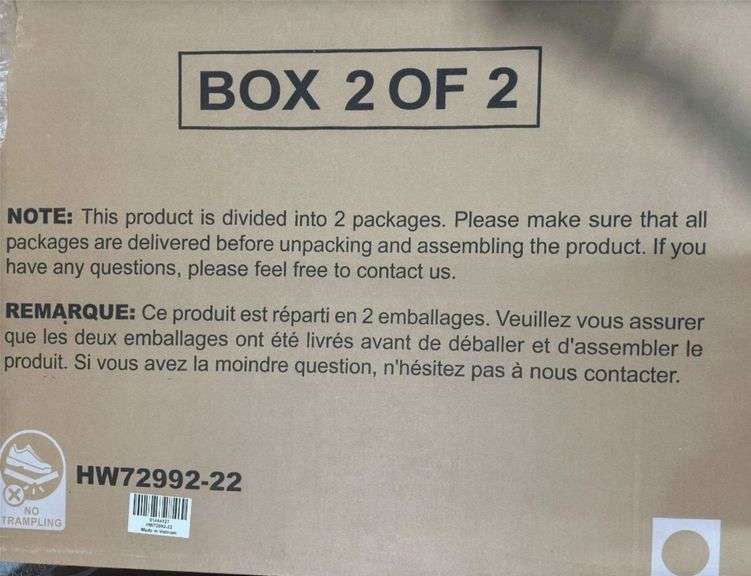 BOX 2 OF 2
NOTE: This product is divided into 2 packages. Please make sure that all
packages are delivered before unpacking and assembling the product. If you
have any questions, please feel free to contact us.
REMARQUE: Ce produit est réparti en 2 emballages. Veuillez vous assurer
que les deux emballages ont été livrés avant de déballer et d'assembler le
produit. Si vous avez la moindre question, n'hésitez pas à nous contacter.
HW72992-22
NO
TRAMPLING
Made in Vietnam